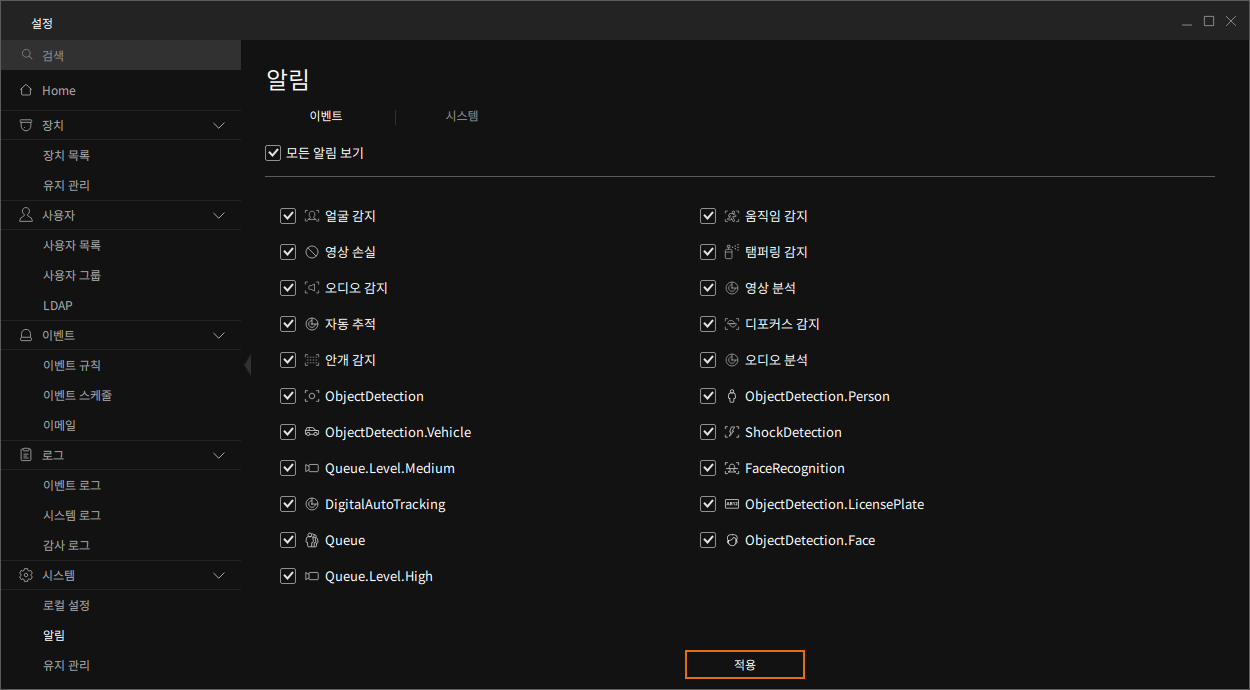 설정
검색
Home
장치
장치 목록
유지 관리
사용자
사용자 목록
사용자 그룹
LDAP
이벤트
이벤트 규칙
이벤트 스케줄
이메일
로그
이벤트 로그
시스템 로그
감사 로그
시스템
로컬 설정
알림
유지 관리
알림
이벤트 시스템
모든 알림 보기
얼굴 감지 움직임 감지
영상 손실 탬퍼링 감지
오디오 감지 영상 분석
자동 추적 디포커스 감지
안개 감지 오디오 분석
ObjectDetection ObjectDetection.Person
ObjectDetection.Vehicle ShockDetection
Queue.Level.Medium FaceRecognition
DigitalAutoTracking ObjectDetection.LicensePlate
Queue ObjectDetection.Face
Queue.Level.High
적용